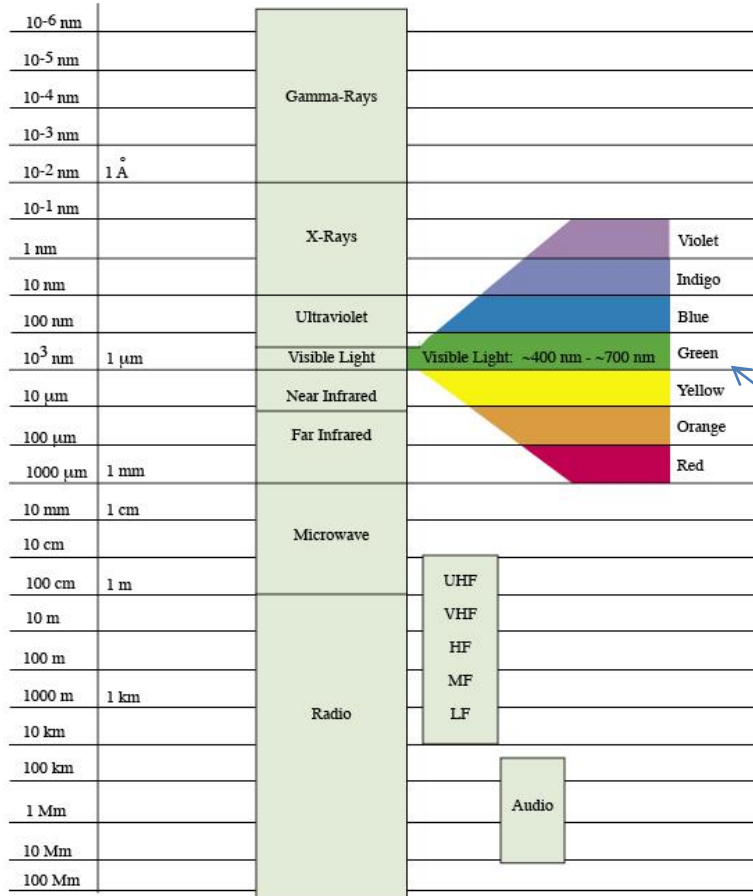 10-6 nm
10-5 nm
10-4 nm
Gamma-Rays
10-3 nm
10-2 nm 1 Å
10-1 nm
X-Rays
Violet
1 nm
Indigo
10 nm
100 nm
Ultraviolet
Blue
10³ nm 1 μm
Visible Light
Visible Light: ~400 nm - ~700 nm
Green
10 μm
Near Infrared
Yellow
100 μm
Far Infrared
Orange
1000 μm 1 mm
Red
10 mm 1 cm
Microwave
10 cm
100 cm 1 m
UHF
10 m
VHF
100 m
HF
1000 m 1 km
MF
Radio
LF
10 km
100 km
1 Mm
Audio
10 Mm
100 Mm